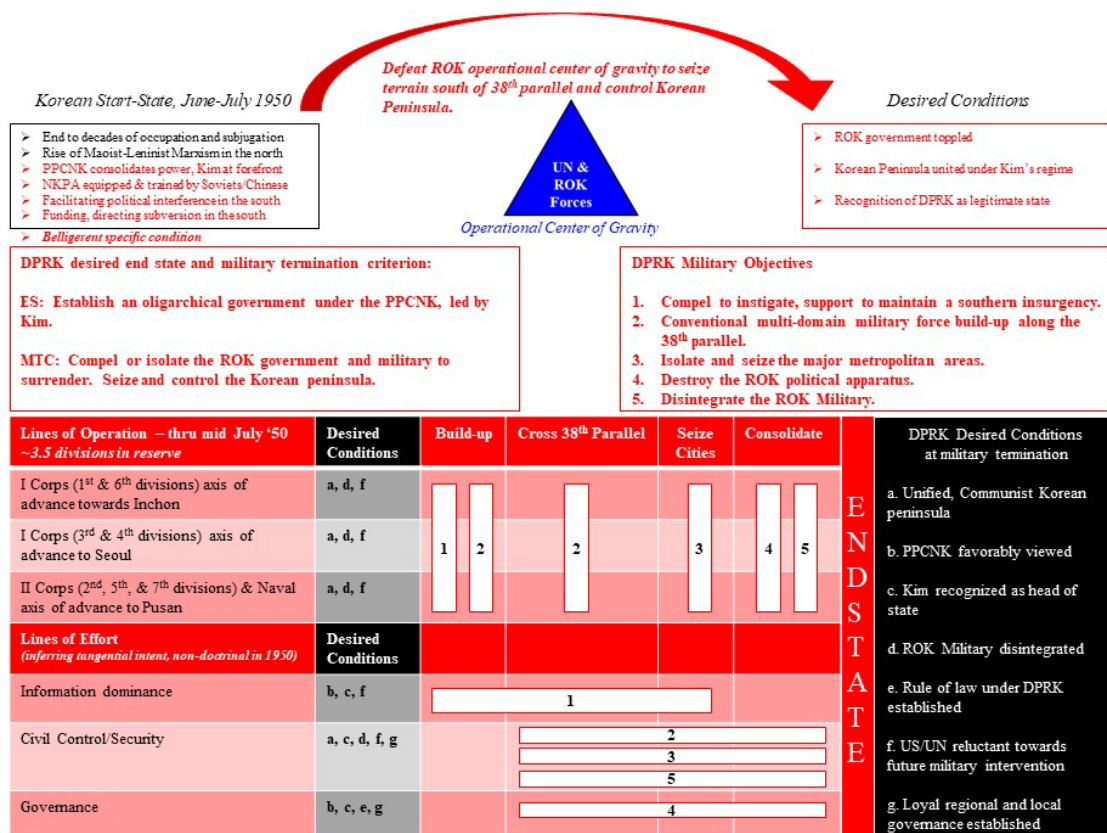 Defeat ROK operational center of gravity to seize
terrain south of 38th parallel and control Korean
Peninsula.
Korean Start-State, June-July 1950
Desired Conditions
➢ End to decades of occupation and subjugation
➢ Rise of Maoist-Leninist Marxism in the north
➢ PPCNK consolidates power, Kim at forefront
➢ NKPA equipped & trained by Soviets/Chinese
➢ Facilitating political interference in the south
➢ Funding, directing subversion in the south
➢ Belligerent specific condition
UN &
ROK
Forces
Operational Center of Gravity
➢ ROK government toppled
➢ Korean Peninsula united under Kim's regime
➢ Recognition of DPRK as legitimate state
DPRK desired end state and military termination criterion:
ES: Establish an oligarchical government under the PPCNK, led by
Kim.
MTC: Compel or isolate the ROK government and military to
surrender. Seize and control the Korean peninsula.
DPRK Military Objectives
1. Compel to instigate, support to maintain a southern insurgency.
2. Conventional multi-domain military force build-up along the
38th parallel.
3. Isolate and seize the major metropolitan areas.
4. Destroy the ROK political apparatus.
5. Disintegrate the ROK Military.
Lines of Operation – thru mid July '50
~3.5 divisions in reserve
Desired
Conditions
Build-up
Cross 38th Parallel
Seize
Cities
Consolidate
I Corps (1st & 6th divisions) axis of
advance towards Inchon
a, d, f
I Corps (3rd & 4th divisions) axis of
advance to Seoul
a, d, f
II Corps (2nd, 5th, & 7th divisions) & Naval
axis of advance to Pusan
a, d, f
1
2
2
3
4
5
Lines of Effort
(inferring tangential intent, non-doctrinal in 1950)
Desired
Conditions
Information dominance
b, c, f
1
Civil Control/Security
a, c, d, f, g
2
3
5
Governance
b, c, e, g
4
E
N
D
S
T
A
T
E
DPRK Desired Conditions
at military termination
a. Unified, Communist Korean
peninsula
b. PPCNK favorably viewed
c. Kim recognized as head of
state
d. ROK Military disintegrated
e. Rule of law under DPRK
established
f. US/UN reluctant towards
future military intervention
g. Loyal regional and local
governance established